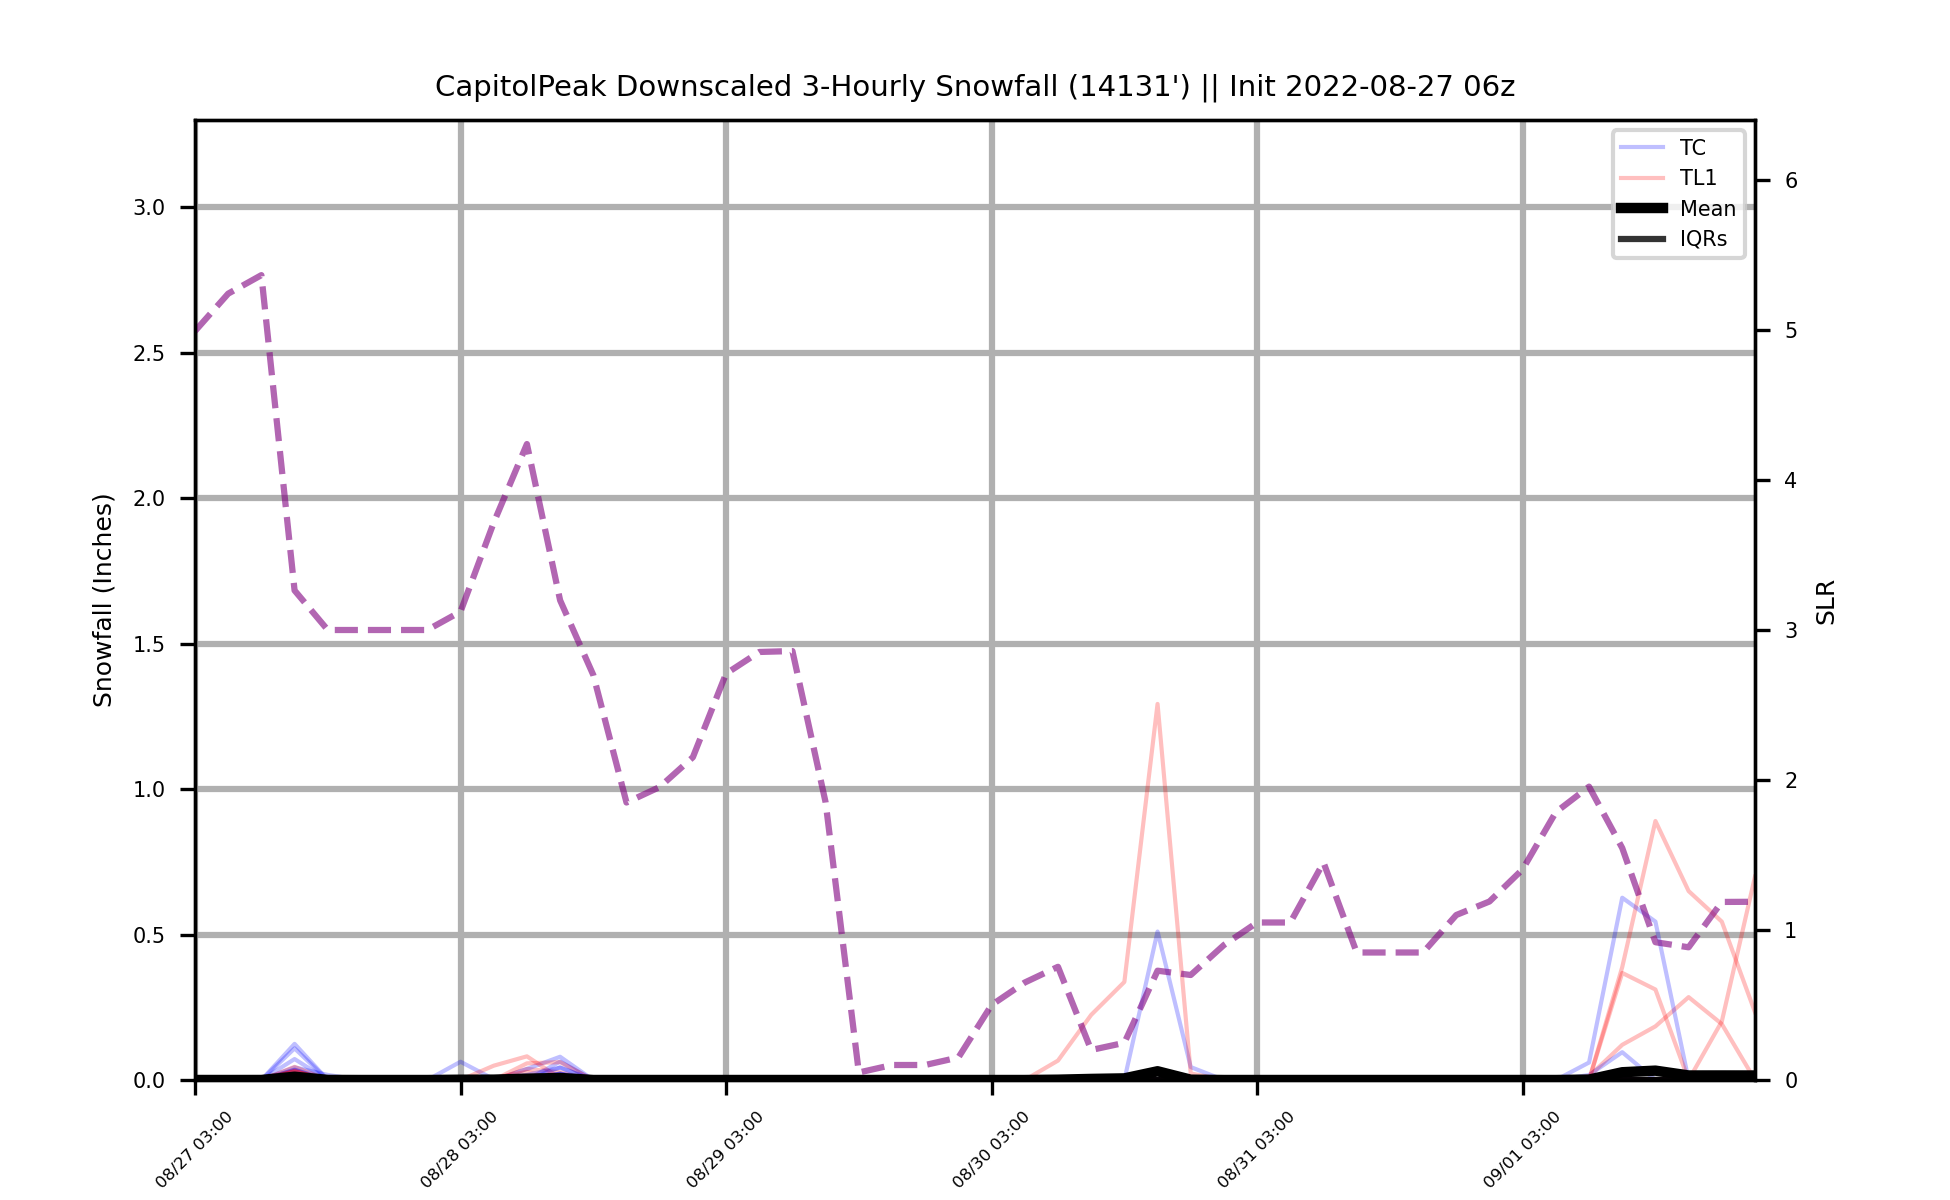 CapitolPeak Downscaled 3-Hourly Snowfall (14131') || Init 2022-08-27 06z
TC
TL1
Mean
IQRs
3.0
2.5
2.0
1.5
1.0
0.5
0.0
Snowfall (Inches)
6
5
4
3
2
1
0
SLR
08/27 03:00
08/28 03:00
08/29 03:00
08/30 03:00
08/31 03:00
09/01 03:00